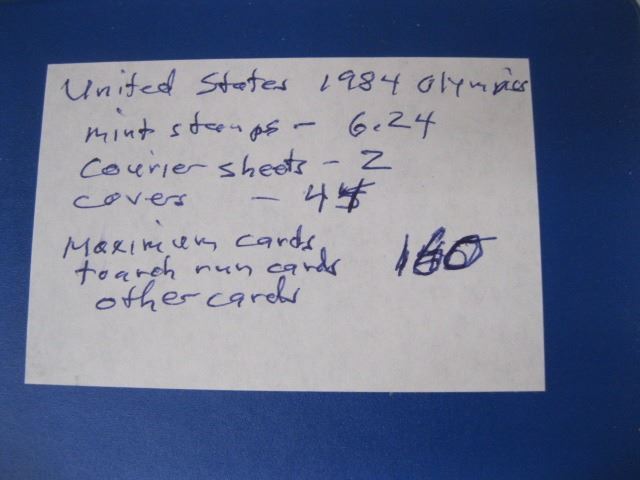 United States 1984 Olympics
mint stamps - 6.24
Courier sheets - 2
covers - 45
Maximum cards
toarch run cards 160
other cards